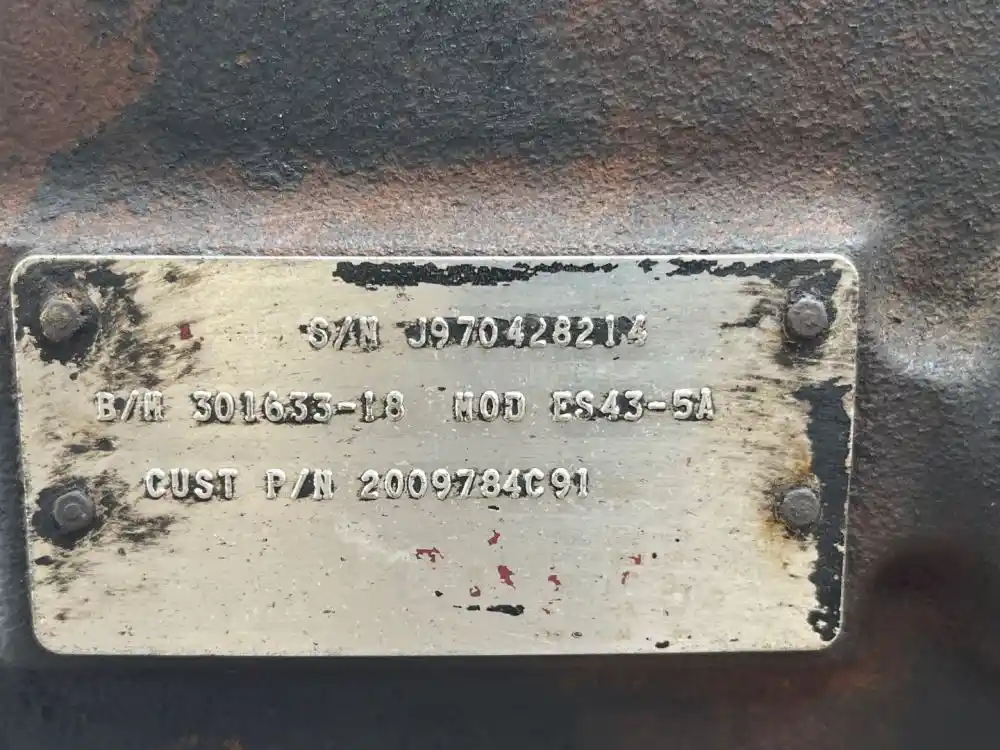 S/N J970428214
B/M 301633-18 MOD ES43-5A
CUST P/N 2009784C91